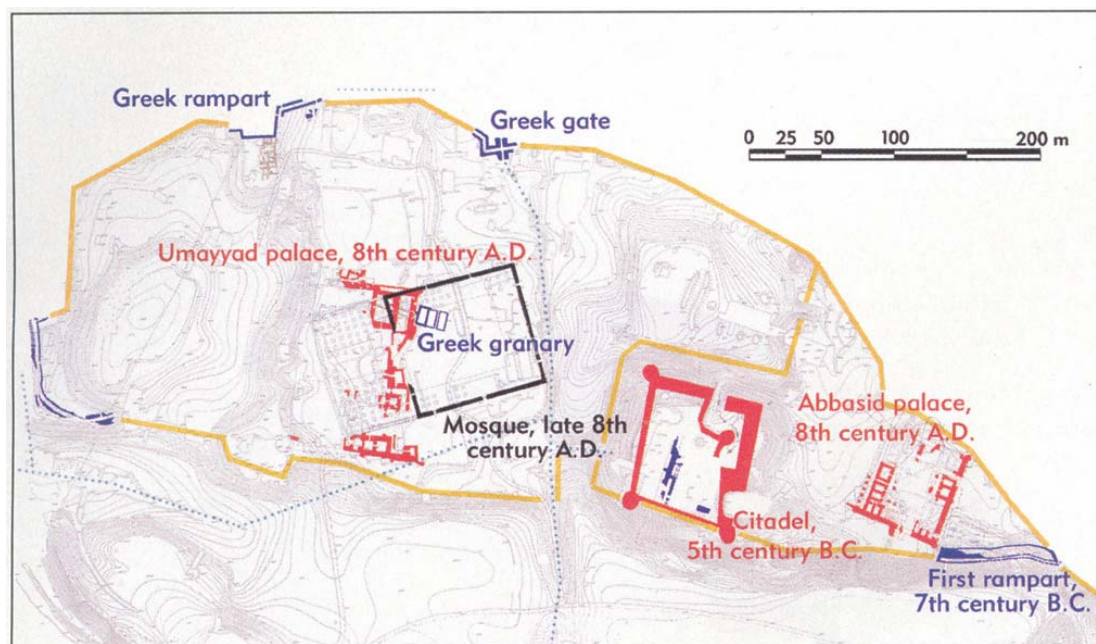 Greek rampart
Greek gate
0 25 50 100 200 m
Umayyad palace, 8th century A.D.
Greek granary
Mosque, late 8th
century A.D.
Abbasid palace,
8th century A.D.
Citadel,
5th century B.C.
First rampart,
7th century B.C.